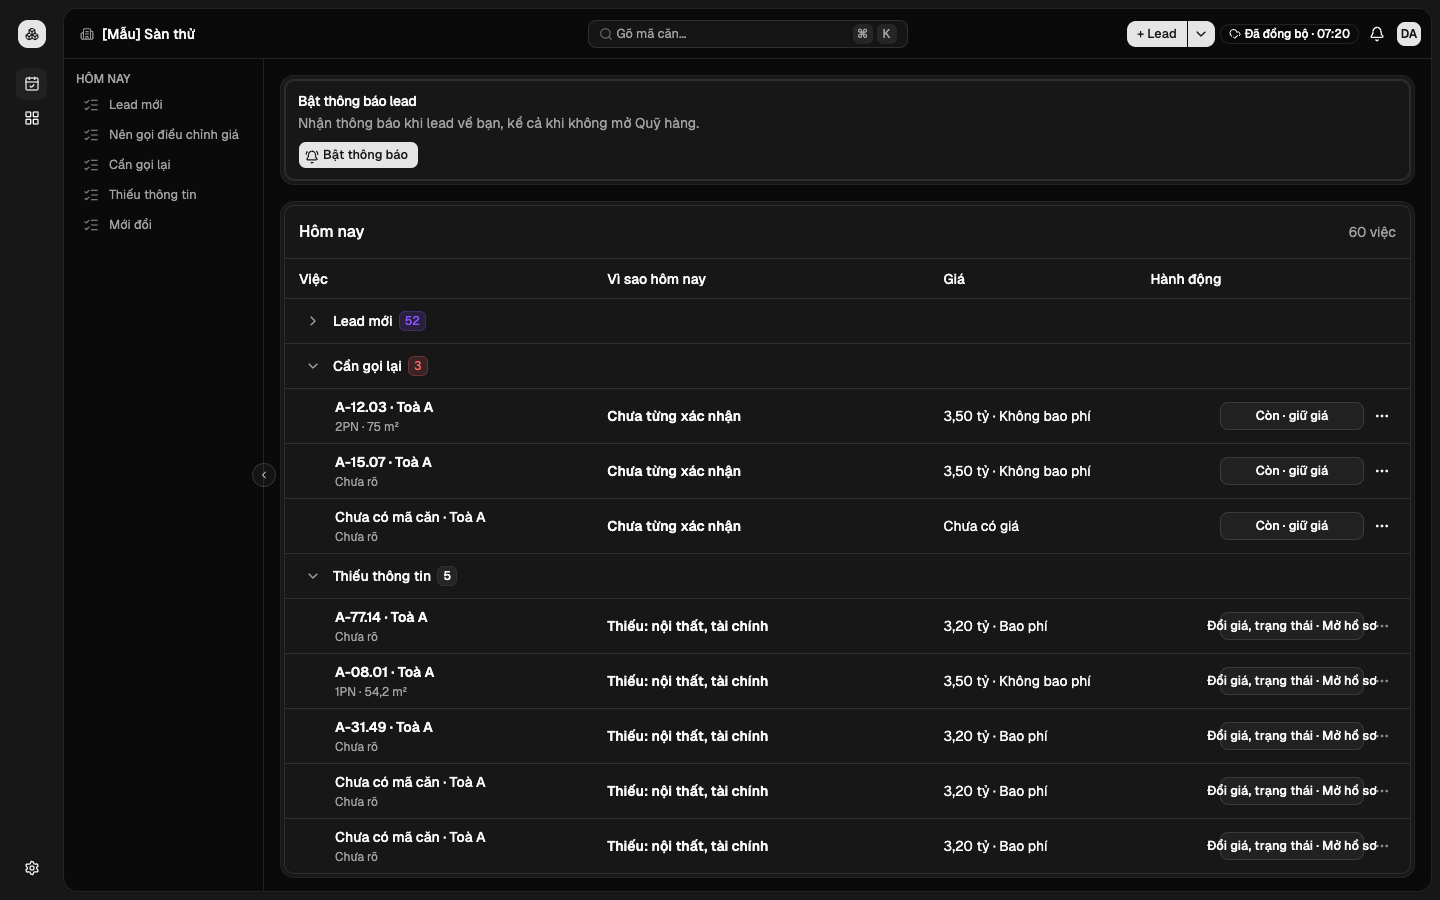 [Mẫu] Sàn thử
Gõ mã căn...
⌘ K
+ Lead
Đã đồng bộ · 07:20
DA
HÔM NAY
Lead mới
Nên gọi điều chỉnh giá
Cần gọi lại
Thiếu thông tin
Mới đổi
Bật thông báo lead
Nhận thông báo khi lead về bạn, kể cả khi không mở Quỹ hàng.
Bật thông báo
Hôm nay
60 việc
Việc Vì sao hôm nay Giá Hành động
Lead mới 52
Cần gọi lại 3
A-12.03 · Toà A
2PN · 75 m²
Chưa từng xác nhận
3,50 tỷ · Không bao phí
Còn · giữ giá
A-15.07 · Toà A
Chưa rõ
Chưa từng xác nhận
3,50 tỷ · Không bao phí
Còn · giữ giá
Chưa có mã căn · Toà A
Chưa rõ
Chưa từng xác nhận
Chưa có giá
Còn · giữ giá
Thiếu thông tin 5
A-77.14 · Toà A
Chưa rõ
Thiếu: nội thất, tài chính
3,20 tỷ · Bao phí
Đổi giá, trạng thái · Mở hồ sơ
A-08.01 · Toà A
1PN · 54,2 m²
Thiếu: nội thất, tài chính
3,50 tỷ · Không bao phí
Đổi giá, trạng thái · Mở hồ sơ
A-31.49 · Toà A
Chưa rõ
Thiếu: nội thất, tài chính
3,20 tỷ · Bao phí
Đổi giá, trạng thái · Mở hồ sơ
Chưa có mã căn · Toà A
Chưa rõ
Thiếu: nội thất, tài chính
3,20 tỷ · Bao phí
Đổi giá, trạng thái · Mở hồ sơ
Chưa có mã căn · Toà A
Chưa rõ
Thiếu: nội thất, tài chính
3,20 tỷ · Bao phí
Đổi giá, trạng thái · Mở hồ sơ